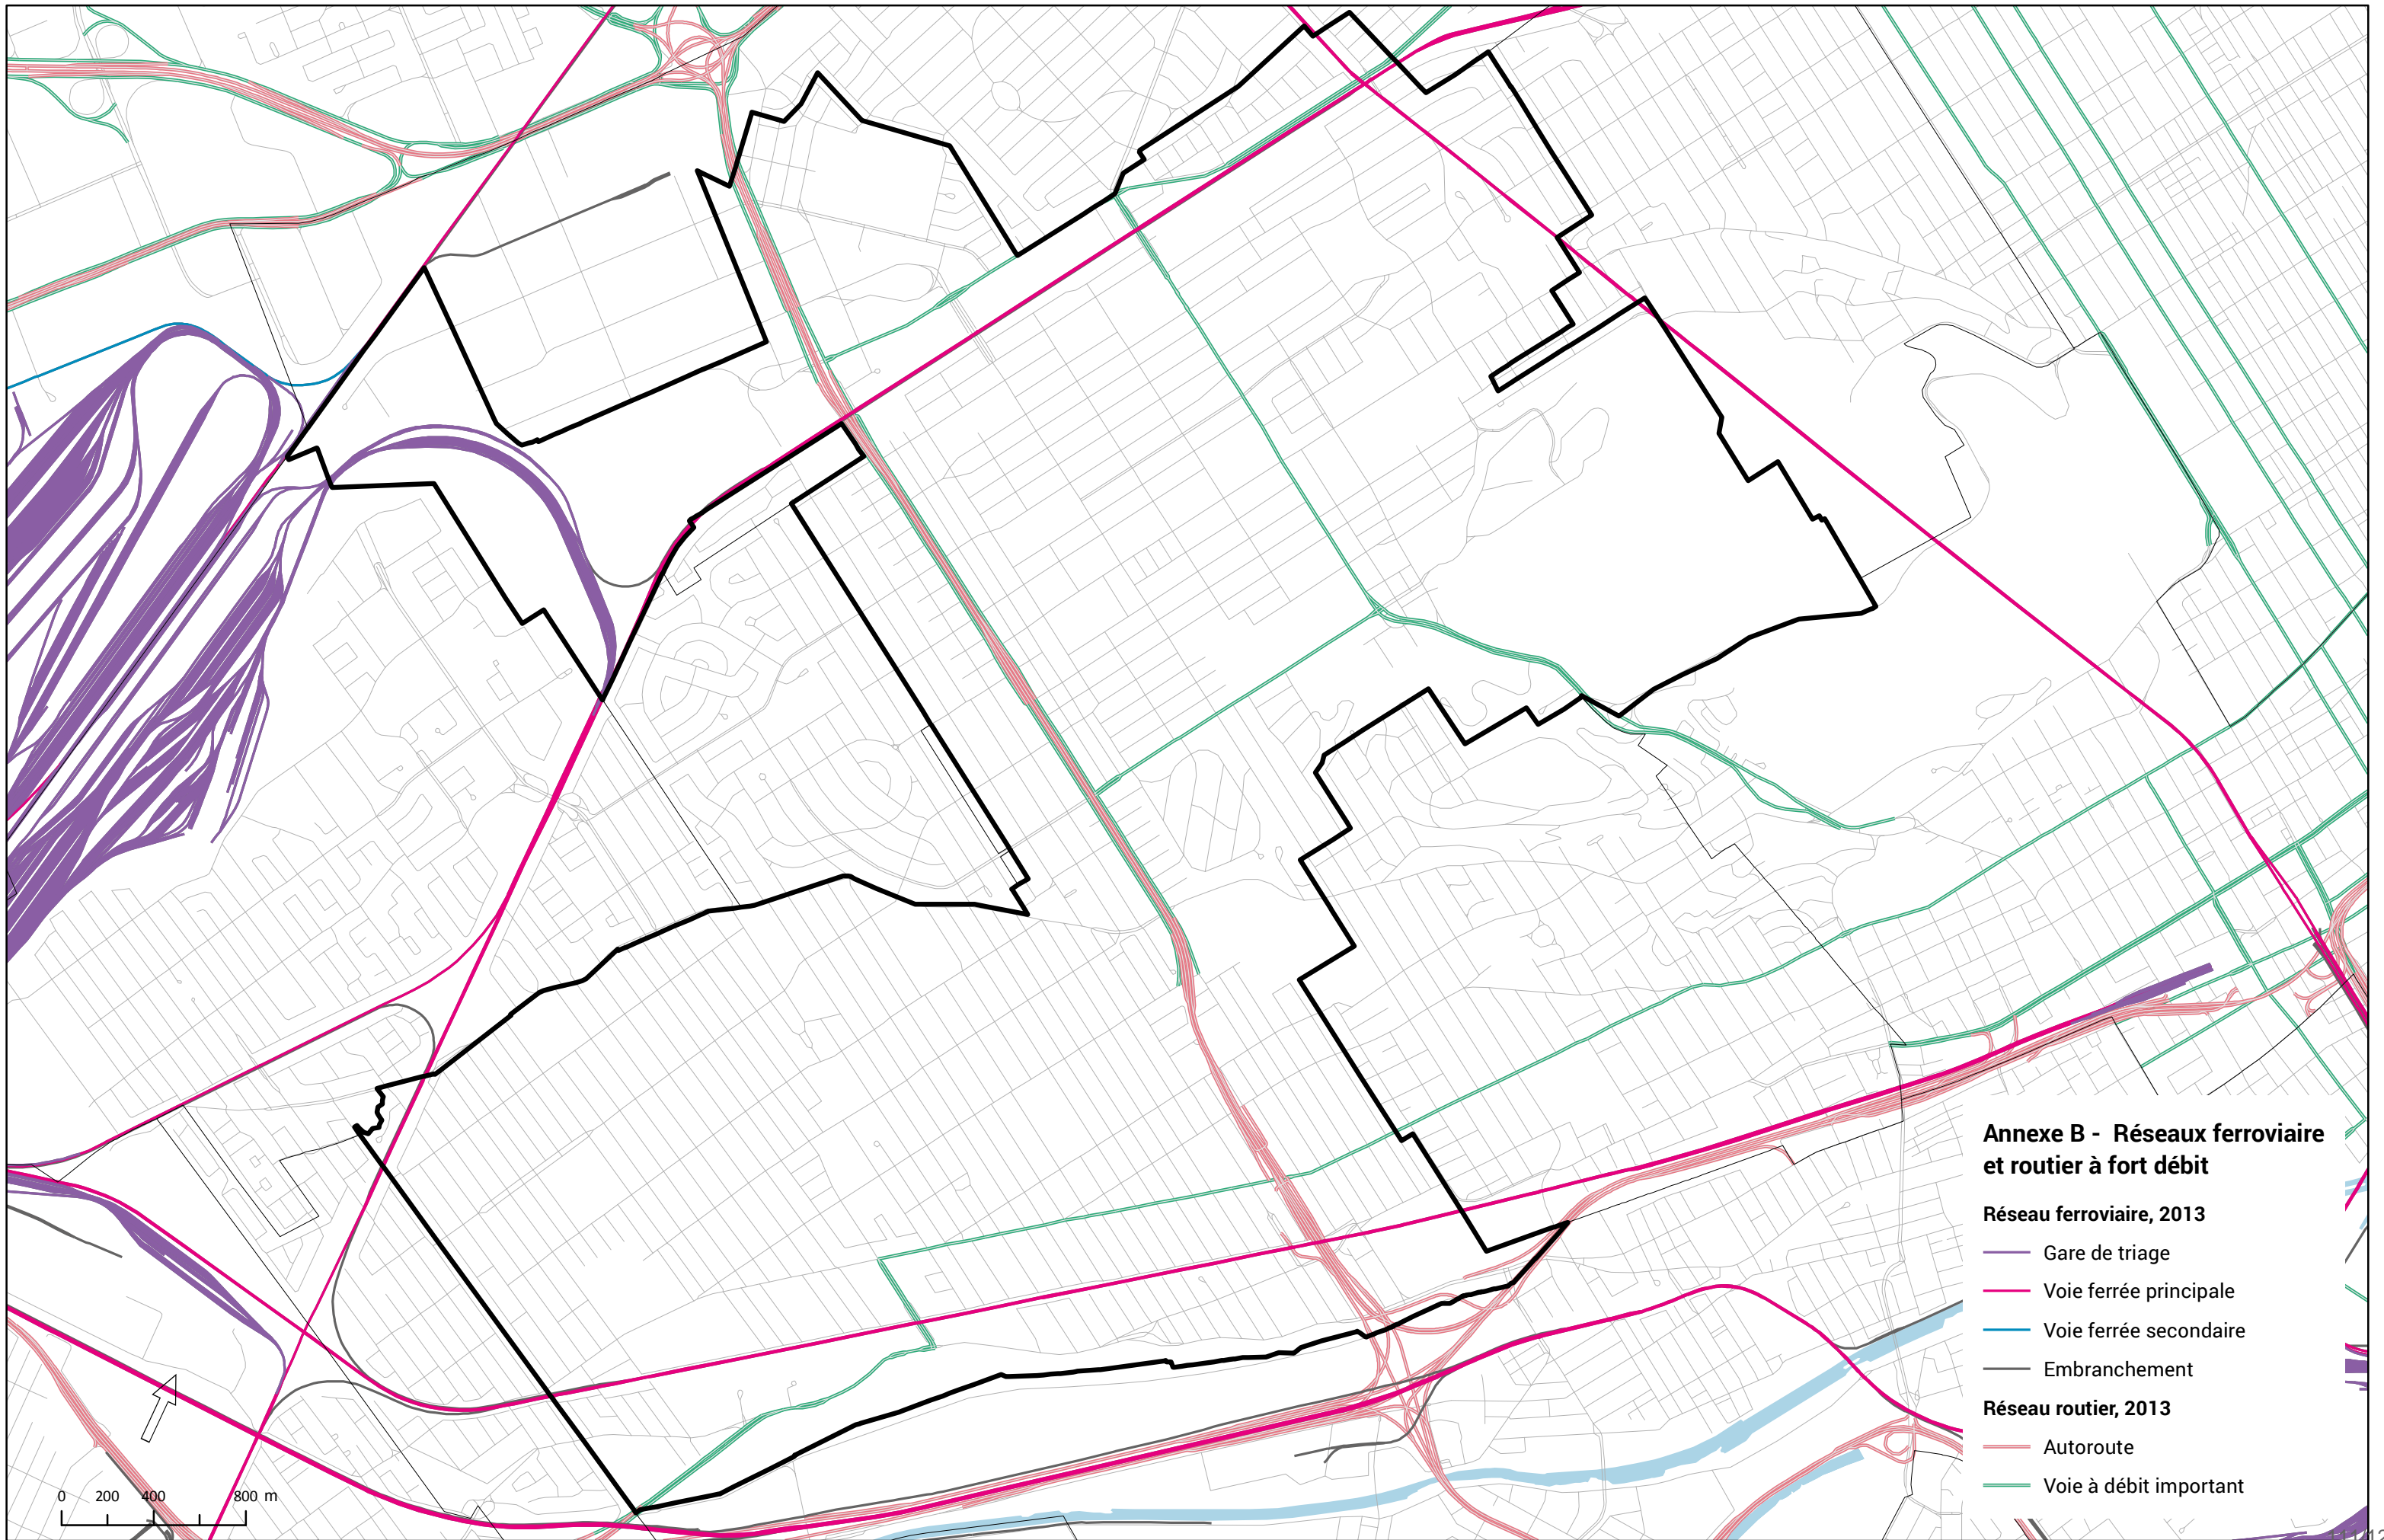 Annexe B - Réseaux ferroviaire
et routier à fort débit
Réseau ferroviaire, 2013
Gare de triage
Voie ferrée principale
Voie ferrée secondaire
Embranchement
Réseau routier, 2013
Autoroute
Voie à débit important
0 200 400 800 m